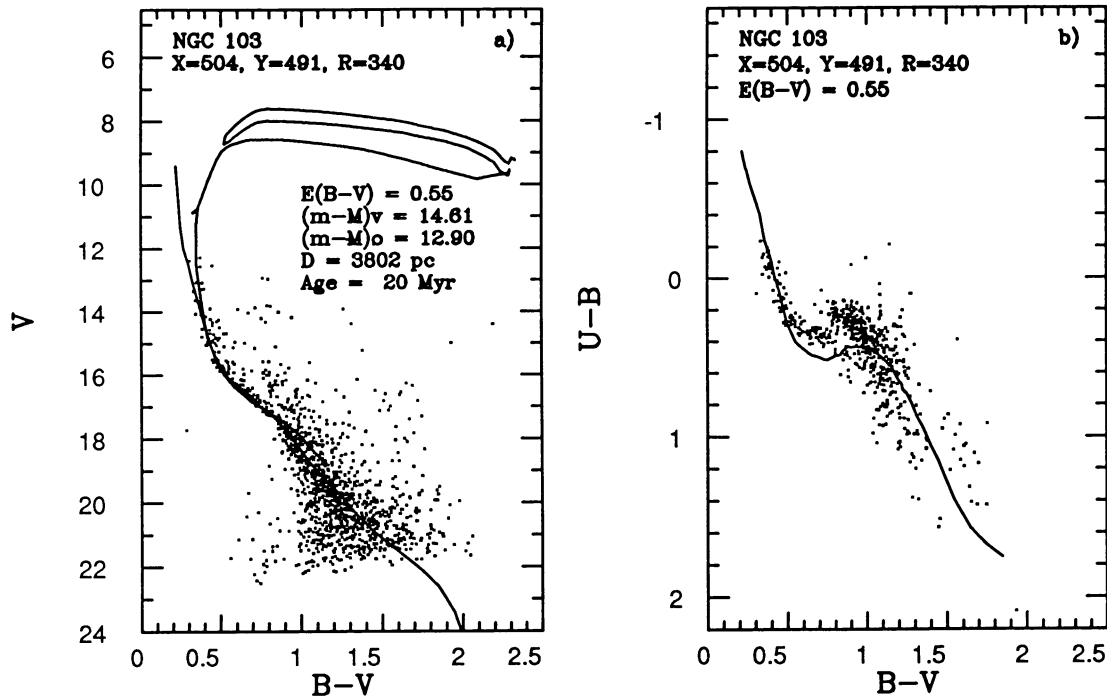 NGC 103
X=504, Y=491, R=340
a)
E(B-V) = 0.55
(m-M)v = 14.61
(m-M)o = 12.90
D = 3802 pc
Age = 20 Myr
V
6
8
10
12
14
16
18
20
22
24
0
0.5
1
1.5
2
2.5
B-V
NGC 103
X=504, Y=491, R=340
E(B-V) = 0.55
b)
U-B
-1
0
1
2
0
0.5
1.0
1.5
2.0
2.5
B-V